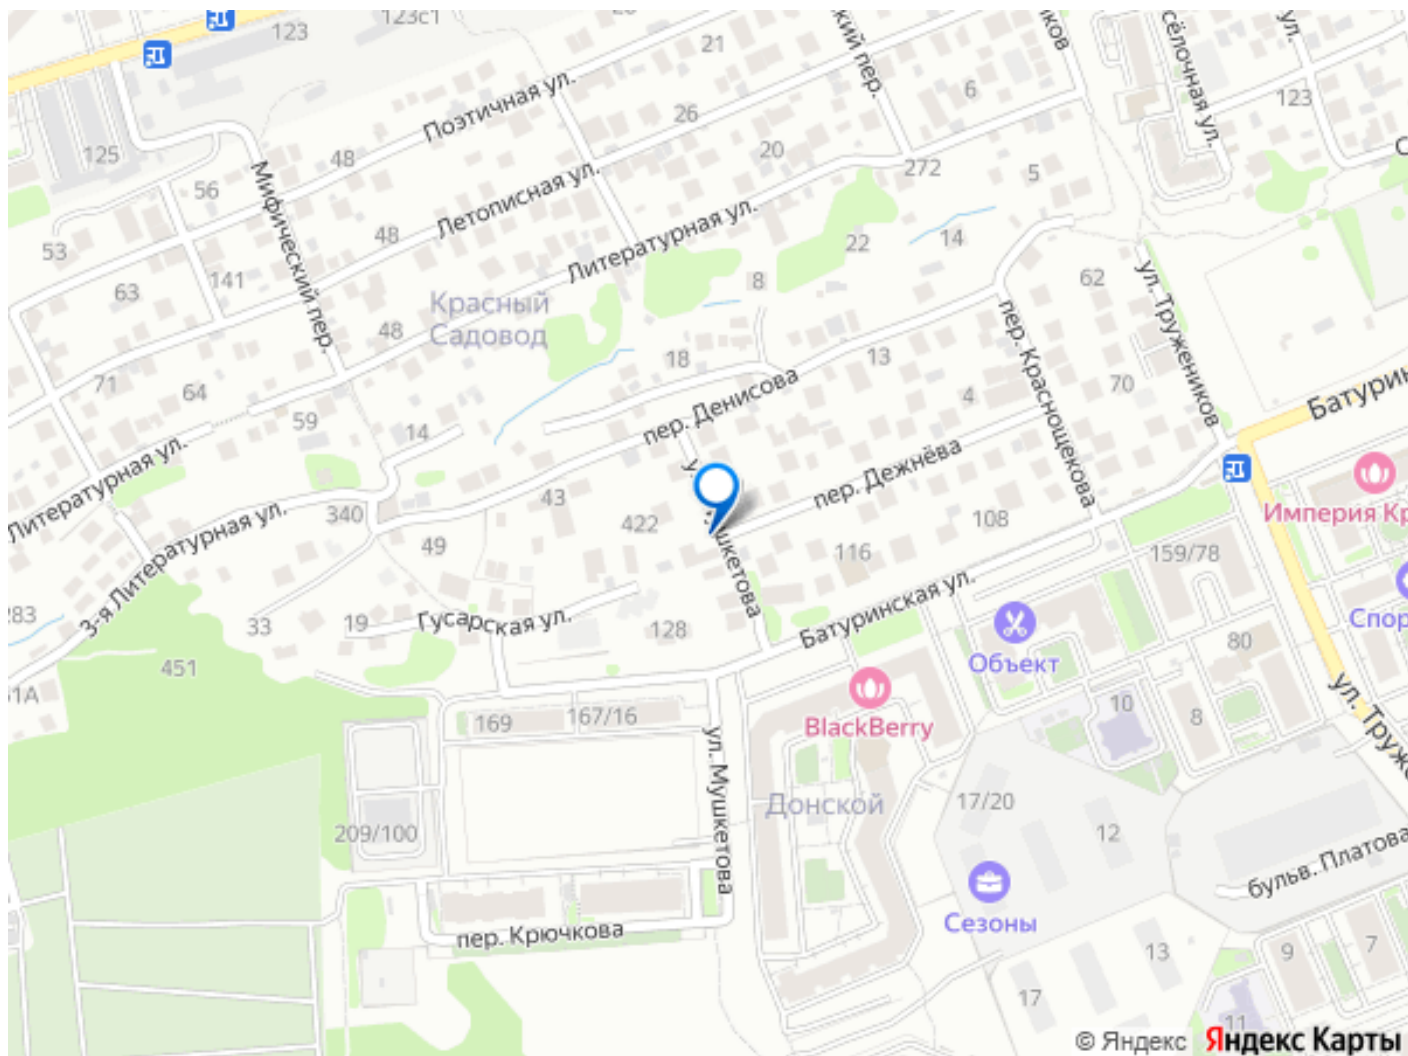 123с1
123
21
ёлочная ул.
ул.
Поэтичная ул.
26
6
123
125
48
20
Мифический пер.
56
Летописная ул.
272
5
53
48
Литературная ул.
22
14
141
63
8
62
ул. Тружеников
Красный
Садовод
48
пер. Краснощекова
18
13
71
64
4
70
59
пер. Денисова
Батурин
14
Литературная ул.
43
пер. Дежнёва
340
422
108
Империя Кр
49
116
159/78
3-я Литературная ул.
283
Батуринская ул.
Спор
33
19
Гусарская ул.
128
Объект
80
451
51А
10
8
169
167/16
BlackBerry
ул. Мушкетова
Донской
17/20
209/100
12
бульв. Платова
Сезоны
пер. Крючкова
13
9
7
17
11
© Яндекс Яндекс Карты